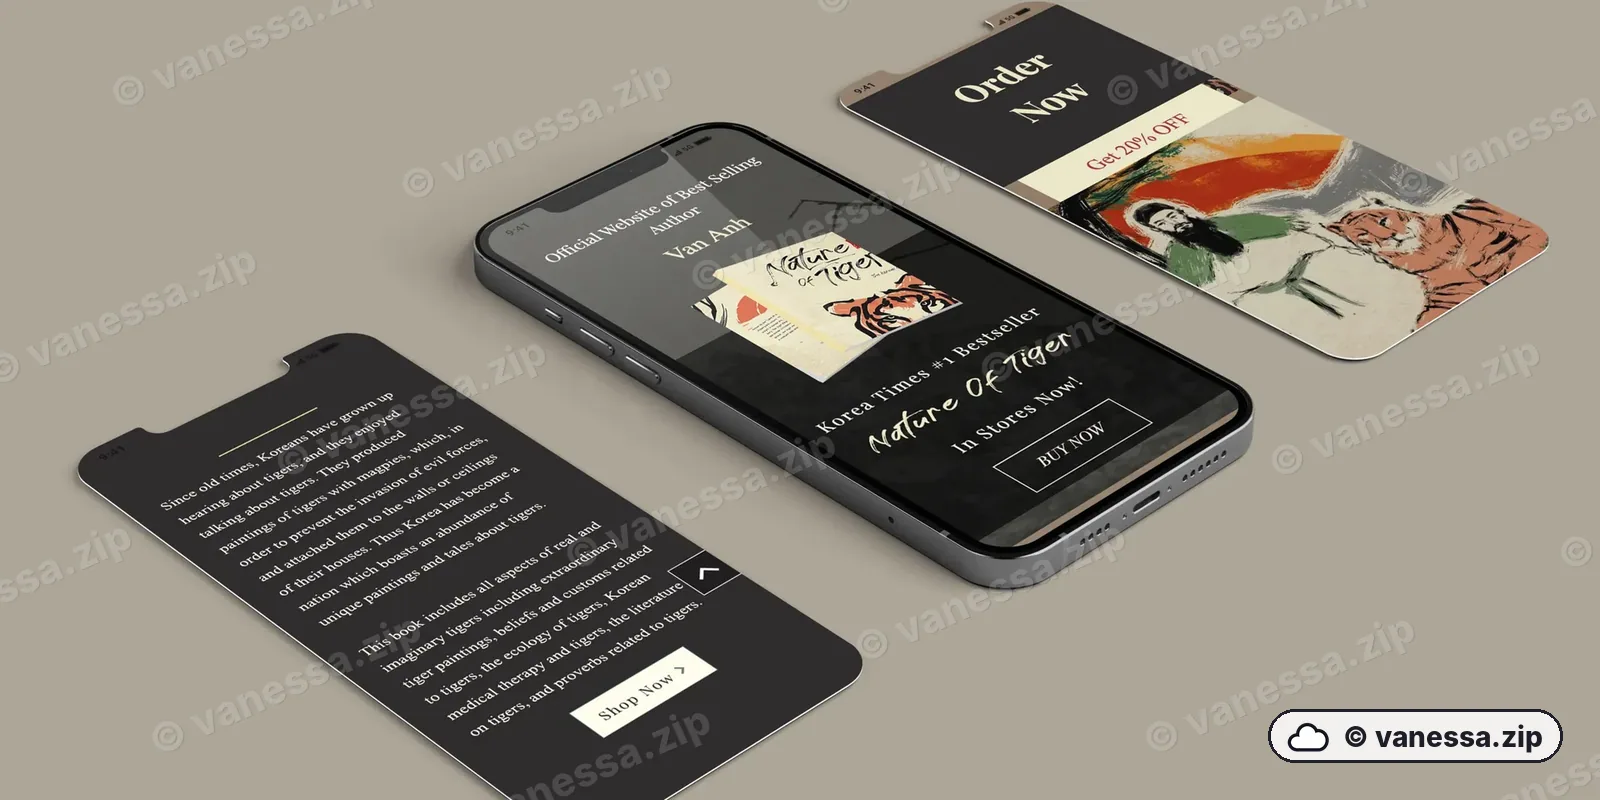 Since old times, Koreans have grown up
hearing about tigers, and they enjoyed
talking about tigers. They produced
paintings of tigers with magpies, which, in
order to prevent the invasion of evil forces,
and attached them to the walls or ceilings
of their houses. Thus Korea has become a
nation which boasts an abundance of
unique paintings and tales about tigers.
This book includes all aspects of real and
imaginary tigers including extraordinary
tiger paintings, beliefs and customs related
to tigers, the ecology of tigers, Korean
medical therapy and tigers, the literature
on tigers, and proverbs related to tigers.
Shop Now >
9:41
5G
Official Website of Best Selling
Author
Van Anh
Nature
Of Tiger
Korea Times #1 Bestseller
Nature Of Tiger
In Stores Now!
BUY NOW
9:41
5G
Order
Now
Get 20% OFF
9:41
5G
© vanessa.zip